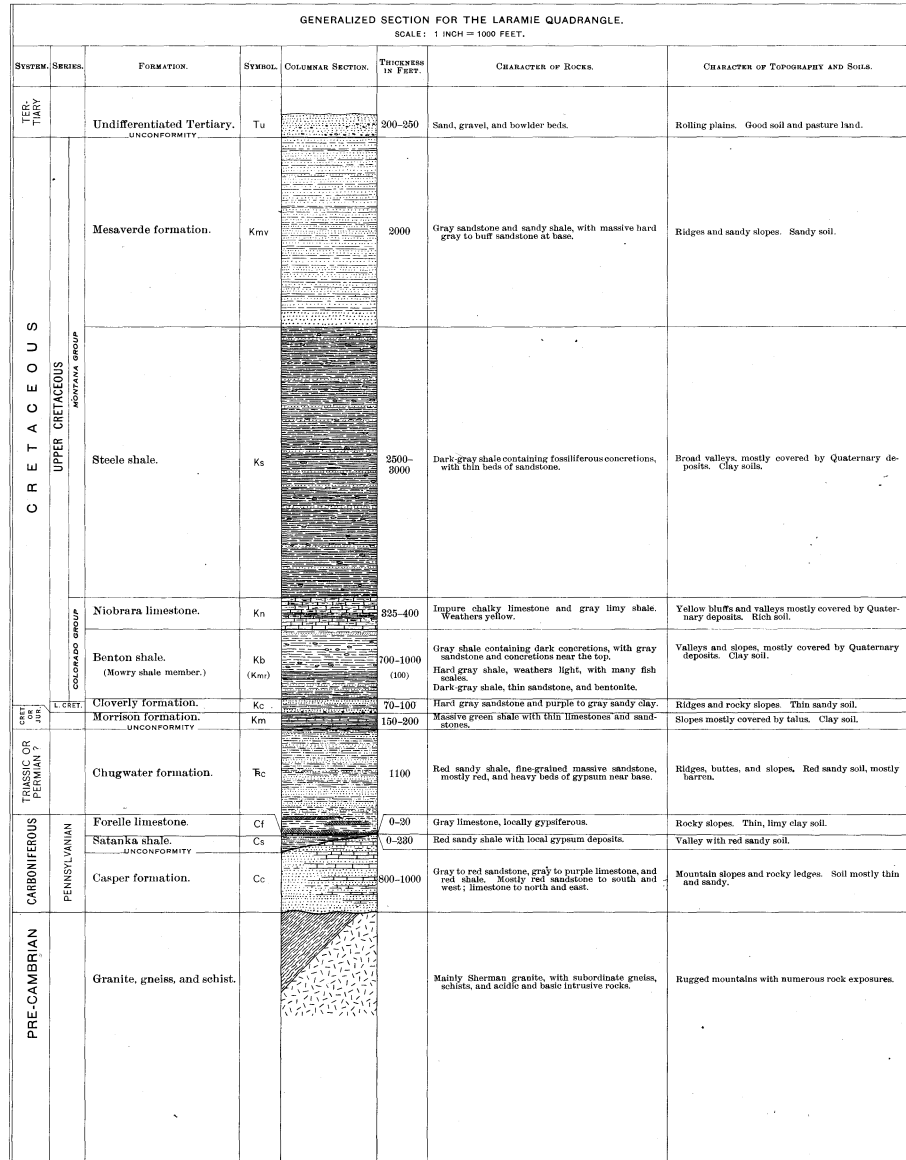 GENERALIZED SECTION FOR THE LARAMIE QUADRANGLE.
SCALE: 1 INCH = 1000 FEET.
SYSTEM. SERIES. FORMATION. SYMBOL. COLUMNAR SECTION. THICKNESS IN FEET. CHARACTER OF ROCKS. CHARACTER OF TOPOGRAPHY AND SOILS.
TER-
TIARY
Undifferentiated Tertiary. Tu 200–250 Sand, gravel, and bowlder beds. Rolling plains. Good soil and pasture land.
UNCONFORMITY
CRETACEOUS
UPPER CRETACEOUS
MONTANA GROUP
Mesaverde formation. Kmv 2000 Gray sandstone and sandy shale, with massive hard
gray to buff sandstone at base.
Ridges and sandy slopes. Sandy soil.
Steele shale. Ks 2500–
3000
Dark-gray shale containing fossiliferous concretions,
with thin beds of sandstone.
Broad valleys, mostly covered by Quaternary de-
posits. Clay soils.
COLORADO GROUP
Niobrara limestone. Kn 325–400 Impure chalky limestone and gray limy shale.
Weathers yellow.
Yellow bluffs and valleys mostly covered by Quater-
nary deposits. Rich soil.
Benton shale. Kb 700–1000
(Mowry shale member.) (Kmr) (100)
Gray shale containing dark concretions, with gray
sandstone and concretions near the top.
Hard gray shale, weathers light, with many fish
scales.
Dark-gray shale, thin sandstone, and bentonite.
Valleys and slopes, mostly covered by Quaternary
deposits. Clay soil.
L. CRET.
Cloverly formation. Kc 70–100 Hard gray sandstone and purple to gray sandy clay. Ridges and rocky slopes. Thin sandy soil.
CRET.
OR
JUR.
Morrison formation. Km 150–200 Massive green shale with thin limestones and sand-
stones.
Slopes mostly covered by talus. Clay soil.
UNCONFORMITY
TRIASSIC OR
PERMIAN ?
Chugwater formation. Ŧc 1100 Red sandy shale, fine-grained massive sandstone,
mostly red, and heavy beds of gypsum near base.
Ridges, buttes, and slopes. Red sandy soil, mostly
barren.
CARBONIFEROUS
PENNSYLVANIAN
Forelle limestone. Cf 0–20 Gray limestone, locally gypsiferous. Rocky slopes. Thin, limy clay soil.
Satanka shale. Cs 0–230 Red sandy shale with local gypsum deposits. Valley with red sandy soil.
UNCONFORMITY
Casper formation. Cc 800–1000 Gray to red sandstone, gray to purple limestone, and
red shale. Mostly red sandstone to south and
west; limestone to north and east.
Mountain slopes and rocky ledges. Soil mostly thin
and sandy.
PRE-CAMBRIAN
Granite, gneiss, and schist. Mainly Sherman granite, with subordinate gneiss,
schists, and acidic and basic intrusive rocks.
Rugged mountains with numerous rock exposures.